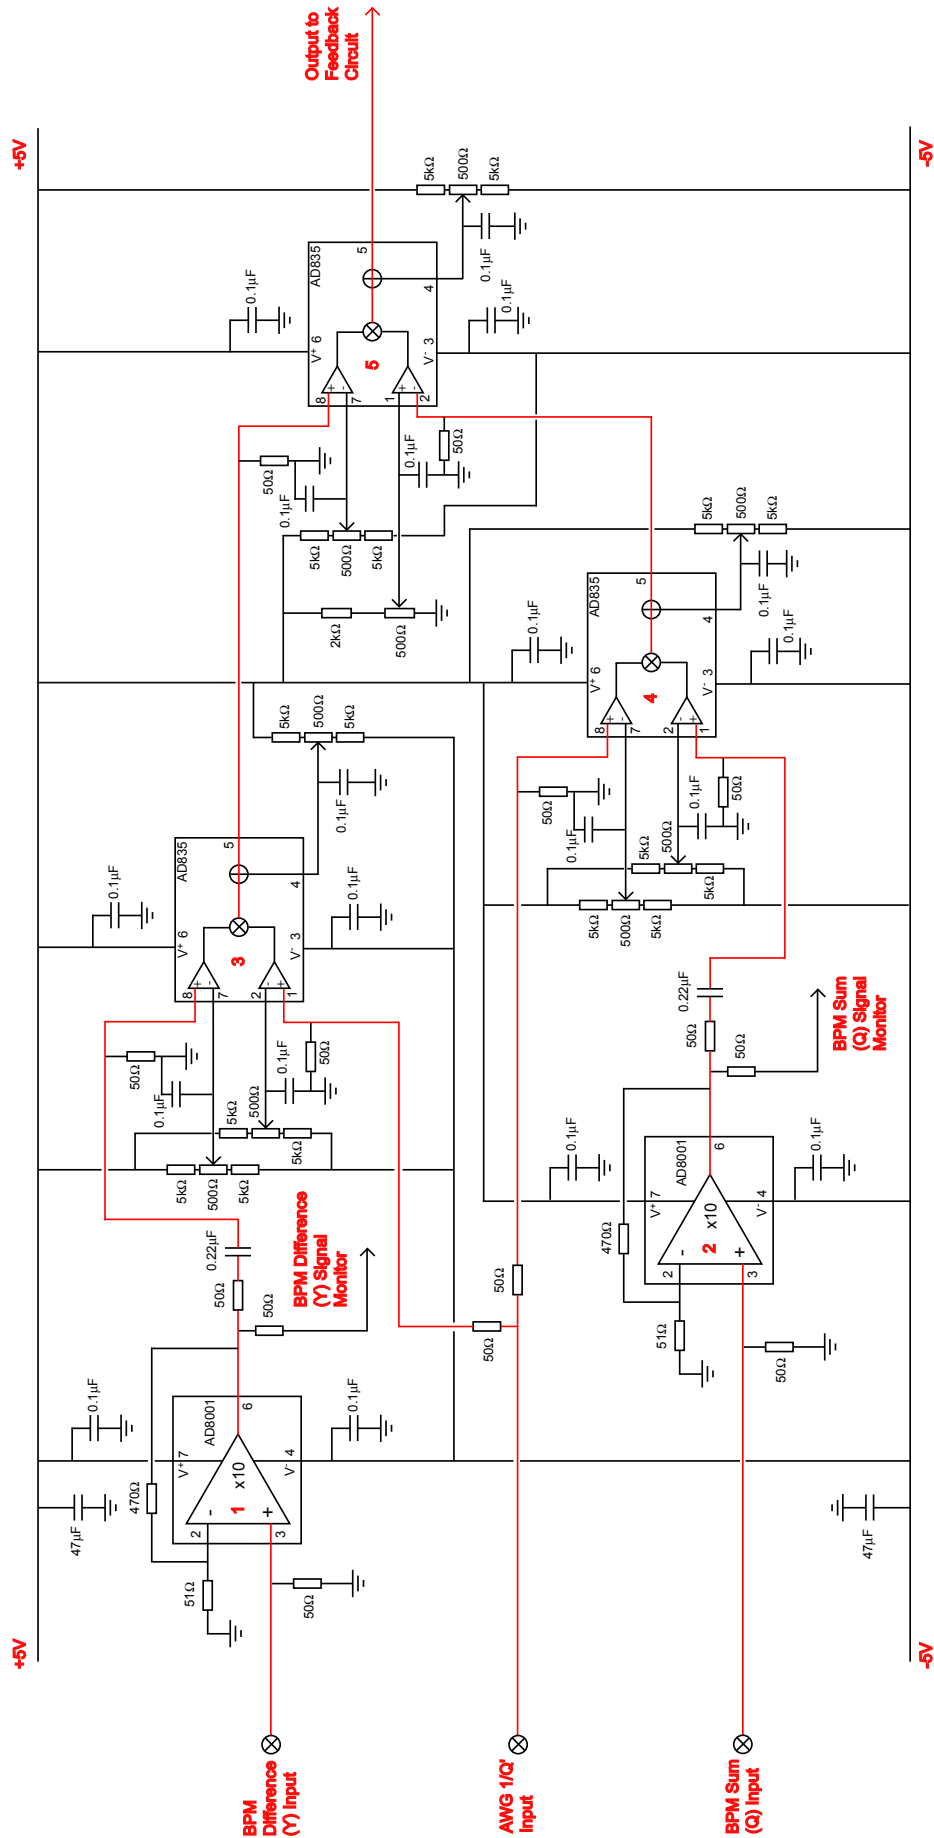 +5V
+5V
-5V
-5V
BPM
Difference
(Y) Input
AWG 1/Q'
Input
BPM Sum
(Q) Input
47µF
47µF
51Ω
50Ω
470Ω
2
3
1
-
+
x10
AD8001
V+ 7
V- 4
6
0.1µF
0.1µF
50Ω
50Ω
0.22µF
BPM Difference
(Y) Signal
Monitor
5kΩ
500Ω
5kΩ
5kΩ
500Ω
5kΩ
50Ω
0.1µF
0.1µF
50Ω
8
7
2
1
+
-
-
+
3
AD835
V+ 6
V- 3
5
4
0.1µF
0.1µF
0.1µF
5kΩ
500Ω
5kΩ
50Ω
50Ω
51Ω
50Ω
470Ω
2
3
2
-
+
x10
AD8001
V+ 7
V- 4
6
0.1µF
0.1µF
50Ω
50Ω
0.22µF
BPM Sum
(Q) Signal
Monitor
5kΩ
500Ω
5kΩ
5kΩ
500Ω
5kΩ
50Ω
0.1µF
0.1µF
50Ω
8
7
2
1
+
-
-
+
4
AD835
V+ 6
V- 3
5
4
0.1µF
0.1µF
0.1µF
5kΩ
500Ω
5kΩ
2kΩ
500Ω
5kΩ
500Ω
5kΩ
50Ω
0.1µF
0.1µF
50Ω
8
7
1
2
+
-
+
-
5
AD835
V+ 6
V- 3
5
4
0.1µF
0.1µF
0.1µF
5kΩ
500Ω
5kΩ
Output to
Feedback
Circuit